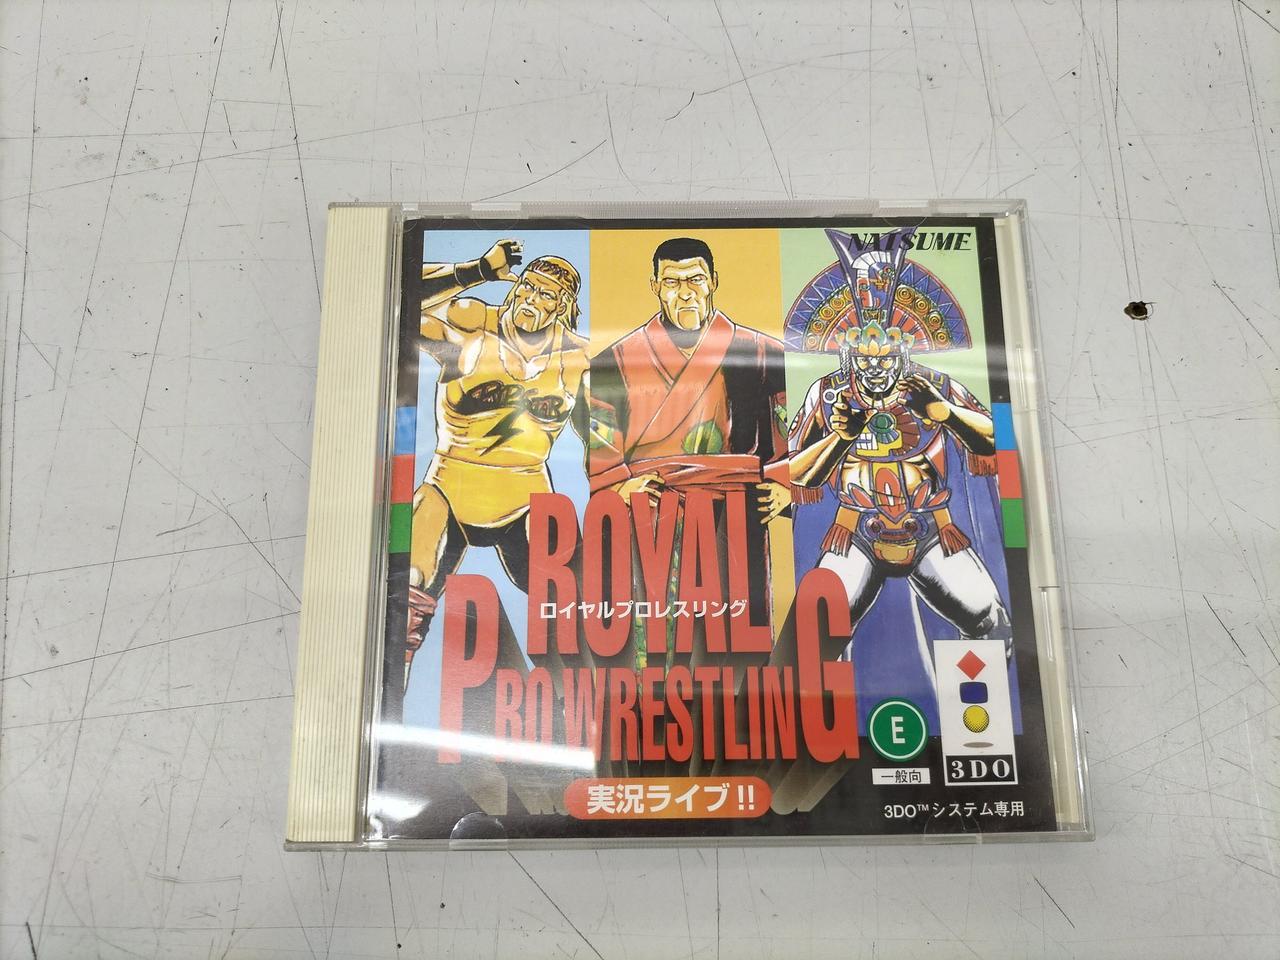 NATSUME
ROYAL
ロイヤルプロレスリング
PRO WRESTLING
実況ライブ!!
E
一般向
3DO
3DO™システム専用